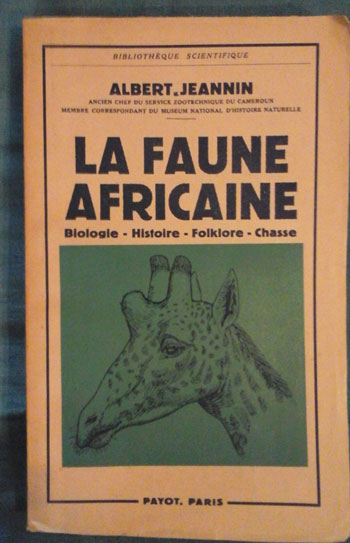 BIBLIOTHÈQUE SCIENTIFIQUE
ALBERT JEANNIN
ANCIEN CHEF DU SERVICE ZOOTECHNIQUE DU CAMEROUN
MEMBRE CORRESPONDANT DU MUSEUM NATIONAL D'HISTOIRE NATURELLE
LA FAUNE
AFRICAINE
Biologie - Histoire - Folklore - Chasse
PAYOT, PARIS